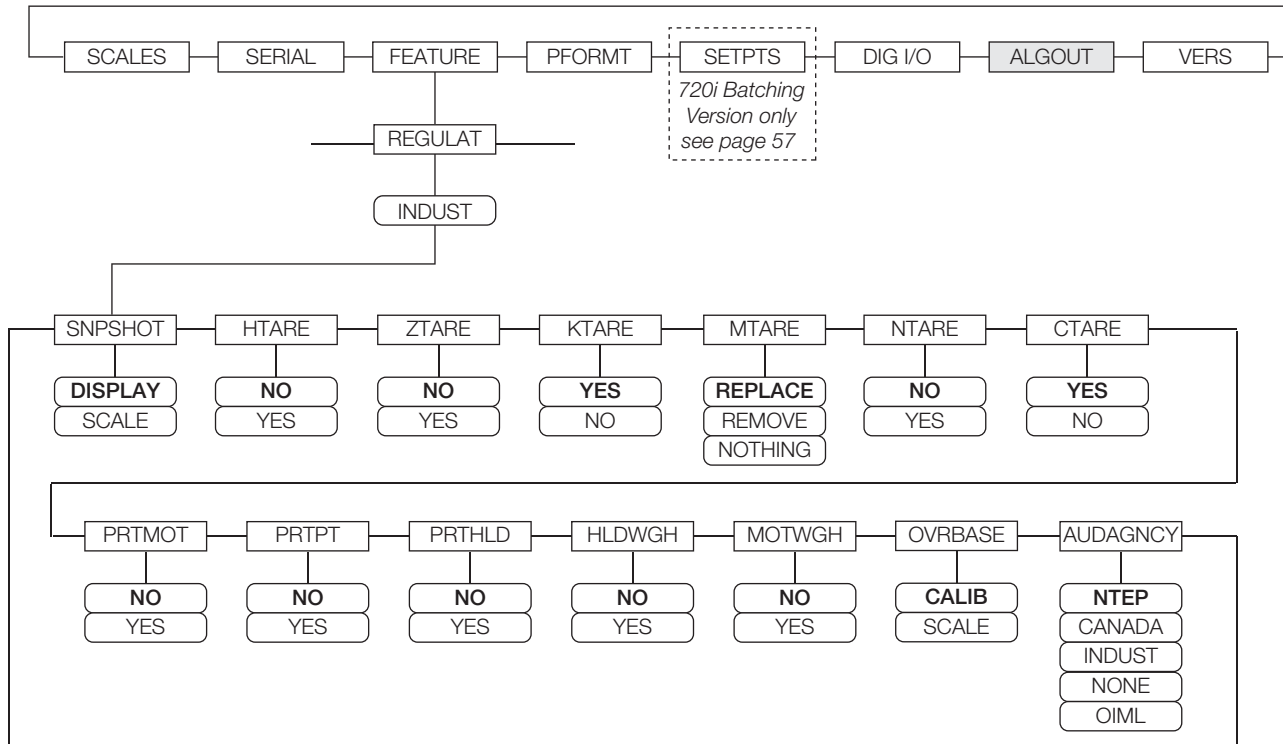 SCALES SERIAL FEATURE PFORMT SETPTS DIG I/O ALGOUT VERS
720i Batching
Version only
see page 57
REGULAT
INDUST
SNPSHOT HTARE ZTARE KTARE MTARE NTARE CTARE
DISPLAY NO NO YES REPLACE NO YES
SCALE YES YES NO REMOVE YES NO
NOTHING
PRTMOT PRTPT PRTHLD HLDWGH MOTWGH OVRBASE AUDAGNCY
NO NO NO NO NO CALIB NTEP
YES YES YES YES YES SCALE CANADA
INDUST
NONE
OIML